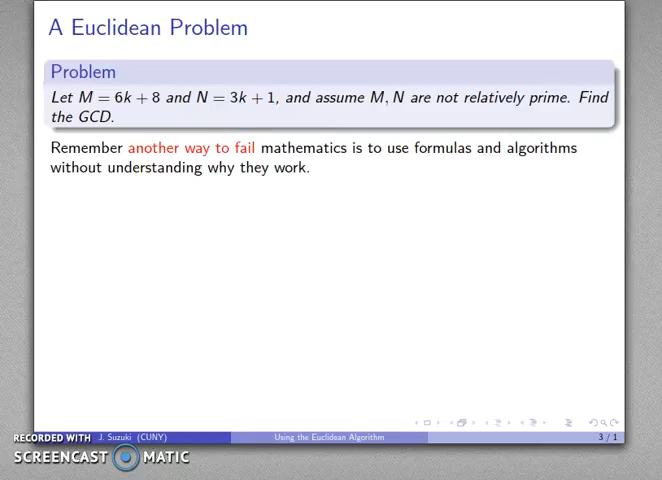 A Euclidean Problem
Problem
Let M = 6k + 8 and N = 3k + 1, and assume M, N are not relatively prime. Find
the GCD.
Remember another way to fail mathematics is to use formulas and algorithms
without understanding why they work.
RECORDED WITH
J. Suzuki (CUNY)
Using the Euclidean Algorithm
3 / 1
SCREENCAST MATIC